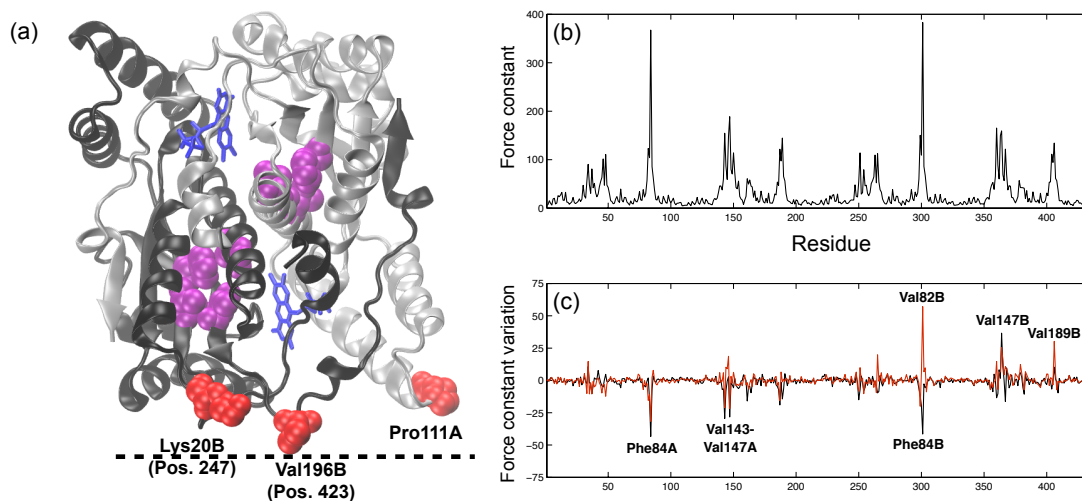 (a)
Lys20B
(Pos. 247)
Val196B
(Pos. 423)
Pro111A
(b)
Force constant
400
300
200
100
0
50 100 150 200 250 300 350 400
Residue
(c)
Force constant variation
75
50
25
0
-25
-50
-75
50 100 150 200 250 300 350 400
Val82B
Val147B
Val189B
Phe84A
Val143-
Val147A
Phe84B